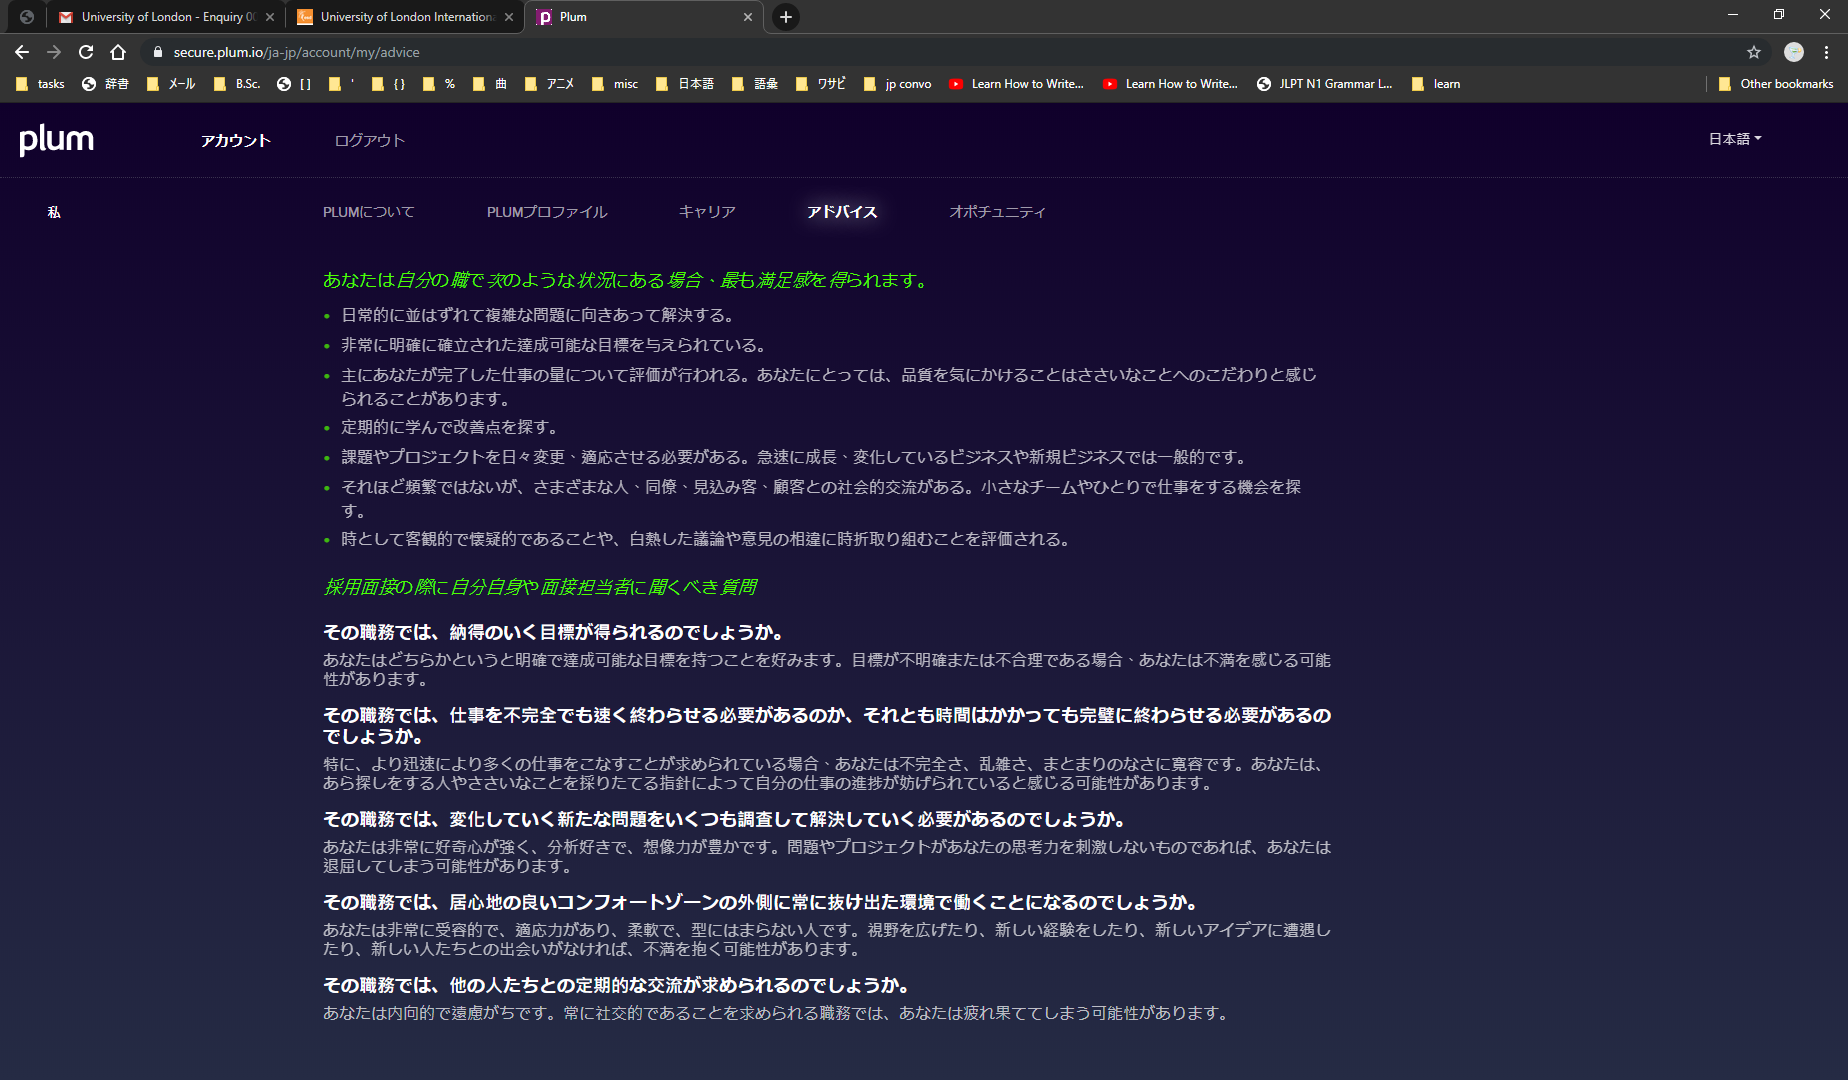 University of London - Enquiry 00
University of London Internationa
Plum
secure.plum.io/ja-jp/account/my/advice
tasks 辞書 メール B.Sc. [ ] ' { } % 曲 アニメ misc 日本語 語彙 ワサビ jp convo Learn How to Write... Learn How to Write... JLPT N1 Grammar L... learn Other bookmarks
plum アカウント ログアウト 日本語
私 PLUMについて PLUMプロファイル キャリア アドバイス オポチュニティ
あなたは自分の職で次のような状況にある場合、最も満足感を得られます。
日常的に並はずれて複雑な問題に向きあって解決する。
非常に明確に確立された達成可能な目標を与えられている。
主にあなたが完了した仕事の量について評価が行われる。あなたにとっては、品質を気にかけることはささいなことへのこだわりと感じ
られることがあります。
定期的に学んで改善点を探す。
課題やプロジェクトを日々変更、適応させる必要がある。急速に成長、変化しているビジネスや新規ビジネスでは一般的です。
それほど頻繁ではないが、さまざまな人、同僚、見込み客、顧客との社会的交流がある。小さなチームやひとりで仕事をする機会を探
す。
時として客観的で懐疑的であることや、白熱した議論や意見の相違に時折取り組むことを評価される。
採用面接の際に自分自身や面接担当者に聞くべき質問
その職務では、納得のいく目標が得られるのでしょうか。
あなたはどちらかというと明確で達成可能な目標を持つことを好みます。目標が不明確または不合理である場合、あなたは不満を感じる可能
性があります。
その職務では、仕事を不完全でも速く終わらせる必要があるのか、それとも時間はかかっても完璧に終わらせる必要があるの
でしょうか。
特に、より迅速により多くの仕事をこなすことが求められている場合、あなたは不完全さ、乱雑さ、まとまりのなさに寛容です。あなたは、
あら探しをする人やささいなことを採りたてる指針によって自分の仕事の進捗が妨げられていると感じる可能性があります。
その職務では、変化していく新たな問題をいくつも調査して解決していく必要があるのでしょうか。
あなたは非常に好奇心が強く、分析好きで、想像力が豊かです。問題やプロジェクトがあなたの思考力を刺激しないものであれば、あなたは
退屈してしまう可能性があります。
その職務では、居心地の良いコンフォートゾーンの外側に常に抜け出た環境で働くことになるのでしょうか。
あなたは非常に受容的で、適応力があり、柔軟で、型にはまらない人です。視野を広げたり、新しい経験をしたり、新しいアイデアに遭遇し
たり、新しい人たちとの出会いがなければ、不満を抱く可能性があります。
その職務では、他の人たちとの定期的な交流が求められるのでしょうか。
あなたは内向的で遠慮がちです。常に社交的であることを求められる職務では、あなたは疲れ果ててしまう可能性があります。